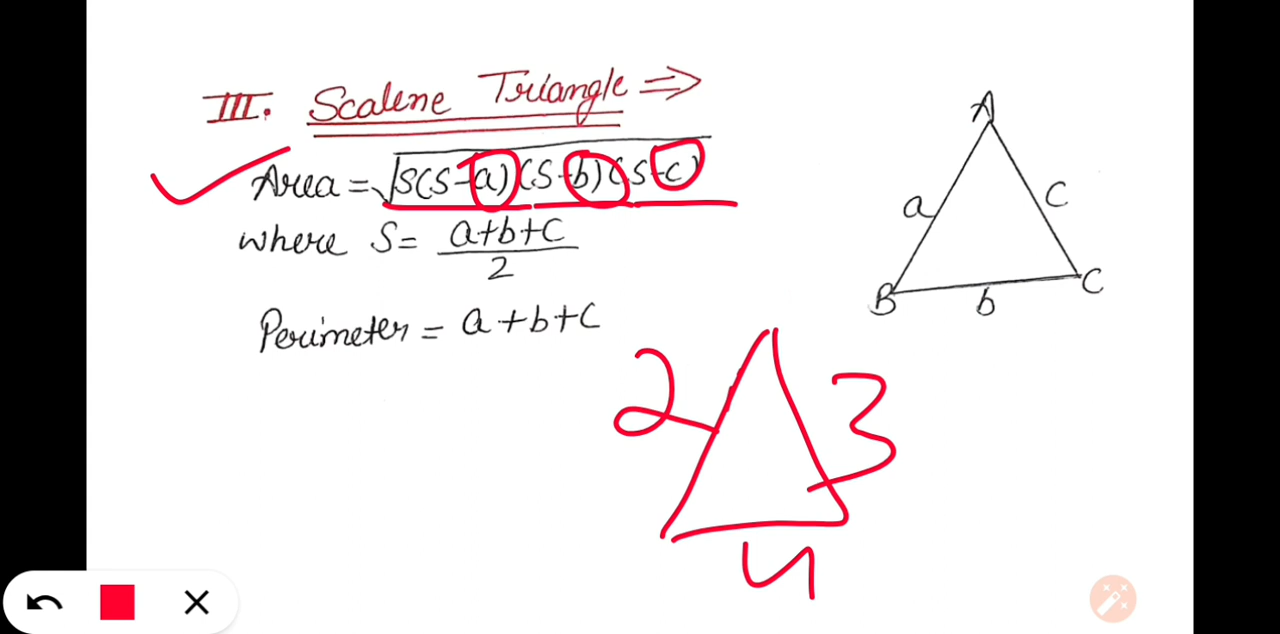 III. Scalene Triangle ⇒
Area = √S(S-a)(S-b)(S-c)
where S = a+b+c
2
Perimeter = a+b+c
A
a
C
B
b
C
2
3
4